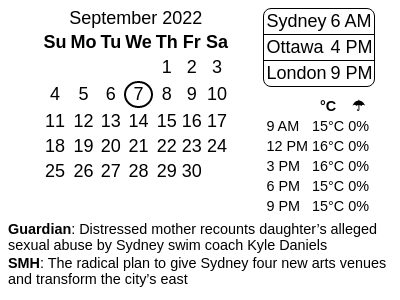 September 2022
Su Mo Tu We Th Fr Sa
1 2 3
4 5 6 7 8 9 10
11 12 13 14 15 16 17
18 19 20 21 22 23 24
25 26 27 28 29 30
Sydney 6 AM
Ottawa 4 PM
London 9 PM
°C ☂
9 AM 15°C 0%
12 PM 16°C 0%
3 PM 16°C 0%
6 PM 15°C 0%
9 PM 15°C 0%
Guardian: Distressed mother recounts daughter’s alleged
sexual abuse by Sydney swim coach Kyle Daniels
SMH: The radical plan to give Sydney four new arts venues
and transform the city’s east